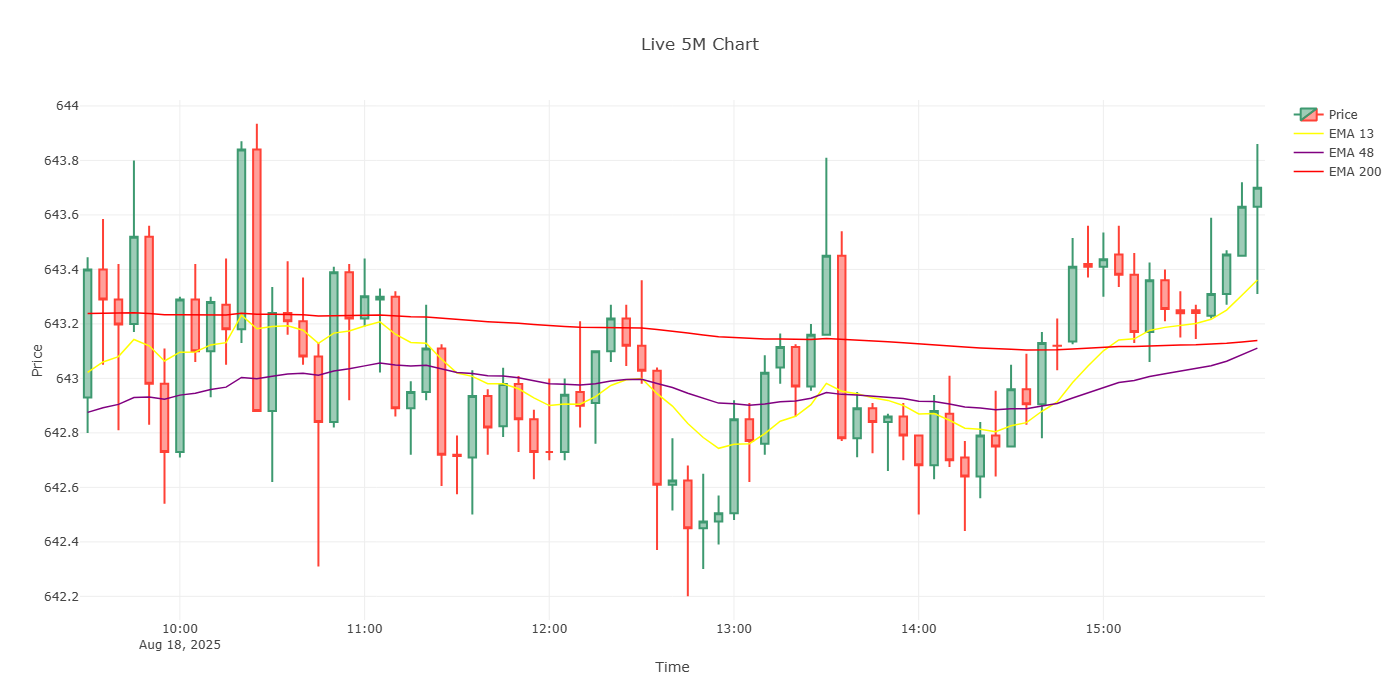 Live 5M Chart
Price
EMA 13
EMA 48
EMA 200
644
643.8
643.6
643.4
643.2
643
642.8
642.6
642.4
642.2
Price
10:00
11:00
12:00
13:00
14:00
15:00
Aug 18, 2025
Time